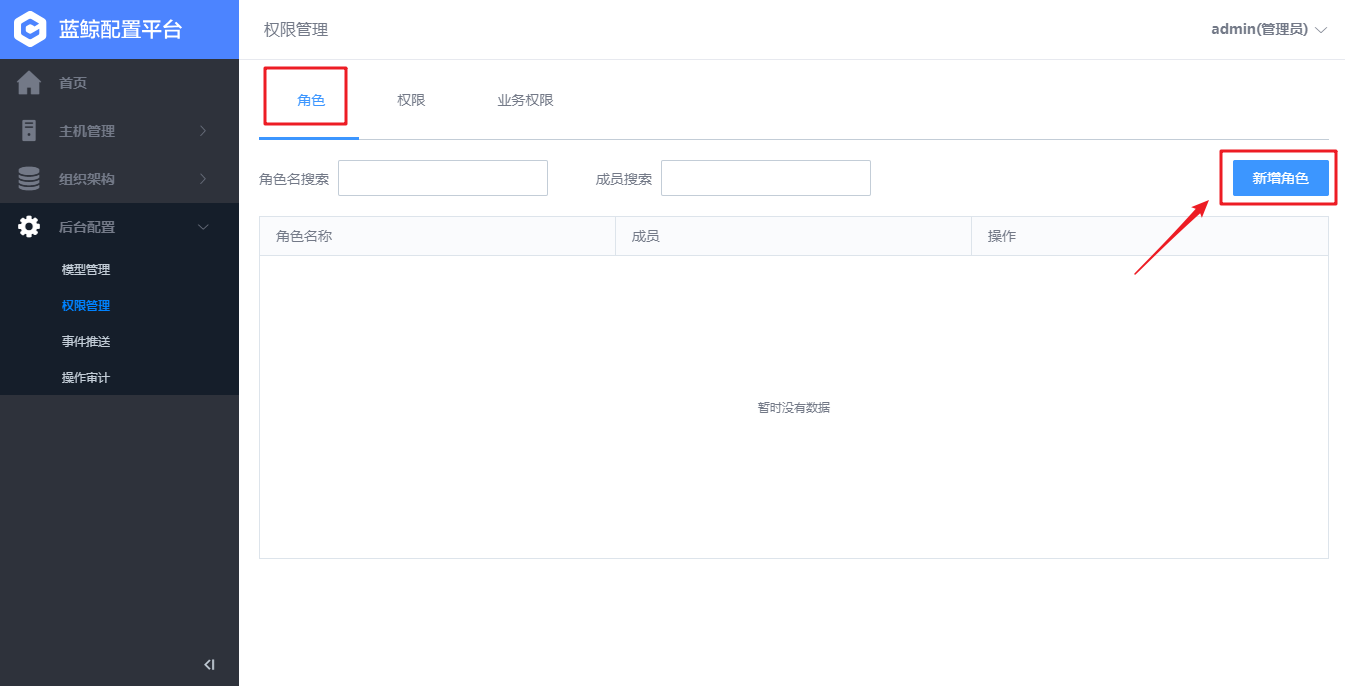 蓝鲸配置平台
权限管理
admin(管理员)
首页
主机管理
组织架构
后台配置
模型管理
权限管理
事件推送
操作审计
角色
权限
业务权限
角色名搜索
成员搜索
新增角色
角色名称
成员
操作
暂时没有数据